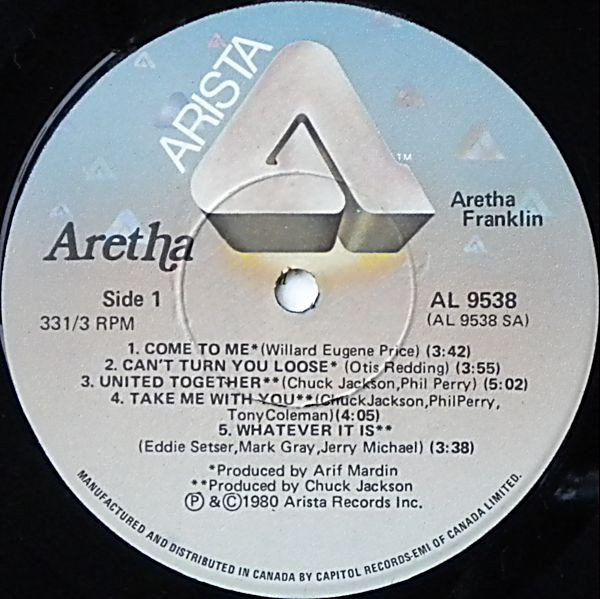 ARISTA
TM
Aretha
Franklin
Aretha
Side 1
331/3 RPM
AL 9538
(AL 9538 SA)
1. COME TO ME* (Willard Eugene Price) (3:42)
2. CAN'T TURN YOU LOOSE* (Otis Redding) (3:55)
3. UNITED TOGETHER** (Chuck Jackson,Phil Perry) (5:02)
4. TAKE ME WITH YOU** (ChuckJackson,PhilPerry,
TonyColeman)(4:05)
5. WHATEVER IT IS**
(Eddie Setser,Mark Gray,Jerry Michael) (3:38)
*Produced by Arif Mardin
**Produced by Chuck Jackson
Ⓟ &©1980 Arista Records Inc.
MANUFACTURED AND DISTRIBUTED IN CANADA BY CAPITOL RECORDS-EMI OF CANADA LIMITED.